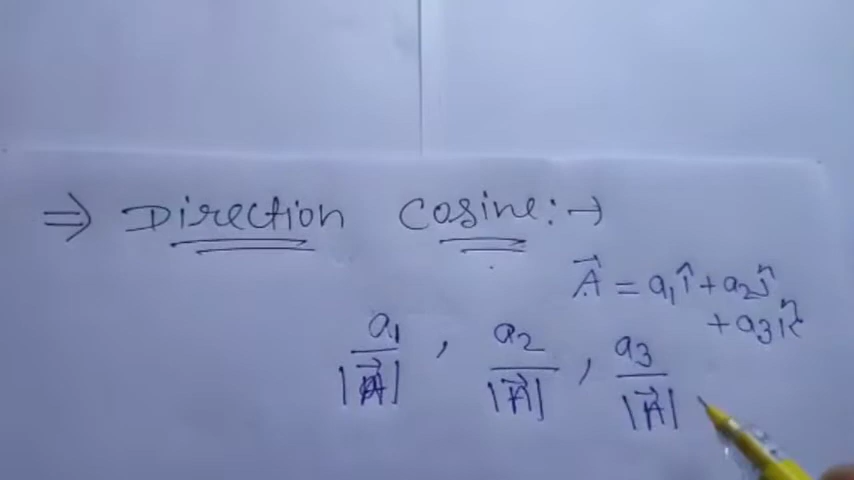 ⇒ Direction Cosine:→
A⃗ = a₁î + a₂ĵ
+ a₃k̂
a₁/|A⃗| , a₂/|A⃗| , a₃/|A⃗|